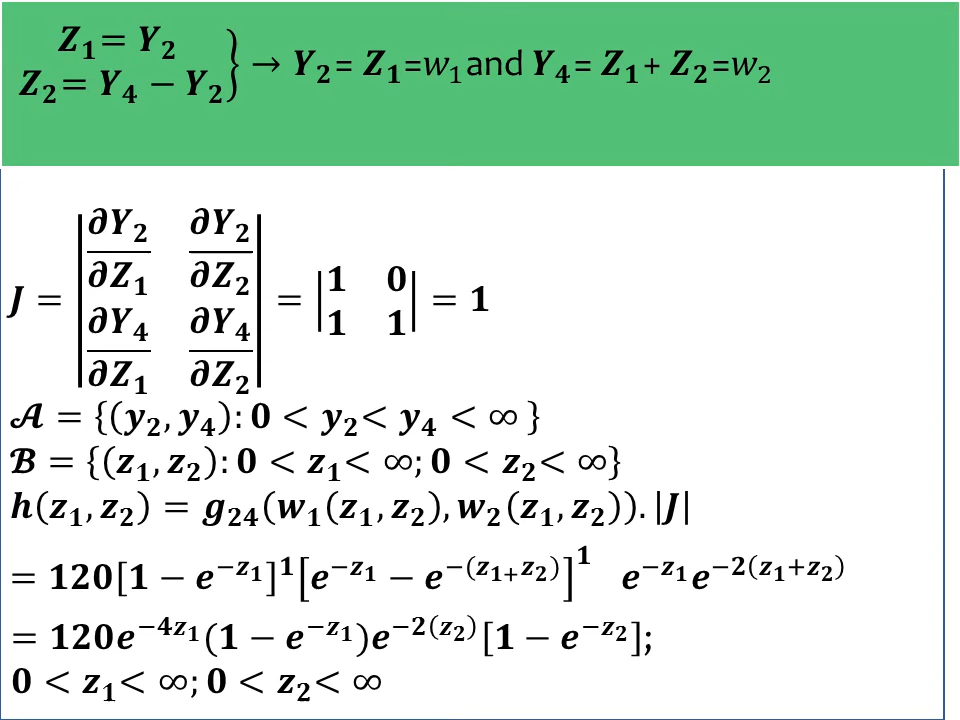 Z₁= Y₂
Z₂= Y₄ − Y₂
} → Y₂= Z₁=w₁ and Y₄= Z₁+ Z₂=w₂
J = |∂Y₂/∂Z₁ ∂Y₂/∂Z₂; ∂Y₄/∂Z₁ ∂Y₄/∂Z₂| = |1 0; 1 1| = 1
𝒜 = {(y₂, y₄): 0 < y₂< y₄ < ∞ }
ℬ = {(z₁, z₂): 0 < z₁< ∞; 0 < z₂< ∞}
h(z₁, z₂) = g₂₄(w₁(z₁, z₂), w₂(z₁, z₂)). |J|
= 120[1 − e^{−z₁}]¹[e^{−z₁} − e^{−(z₁₊z₂)}]¹ e^{−z₁}e^{−2(z₁+z₂)}
= 120e^{−4z₁}(1 − e^{−z₁})e^{−2(z₂)}[1 − e^{−z₂}];
0 < z₁< ∞; 0 < z₂< ∞